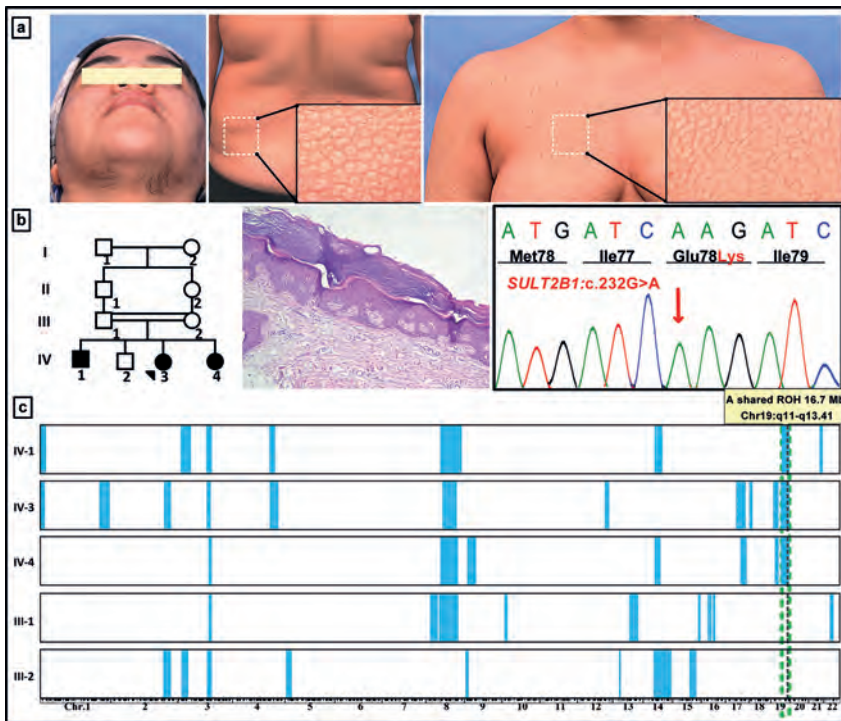 a
b
I
1
2
II
1
2
III
1
2
IV
1
2
3
4
A T G A T C A A G A T C
Met78 Ile77 Glu78Lys Ile79
SULT2B1:c.232G>A
c
A shared ROH 16.7 Mb
Chr19:q11-q13.41
IV-1
IV-3
IV-4
III-1
III-2
Chr.1 2 3 4 5 6 7 8 9 10 11 12 13 14 15 16 17 18 19 20 21 22